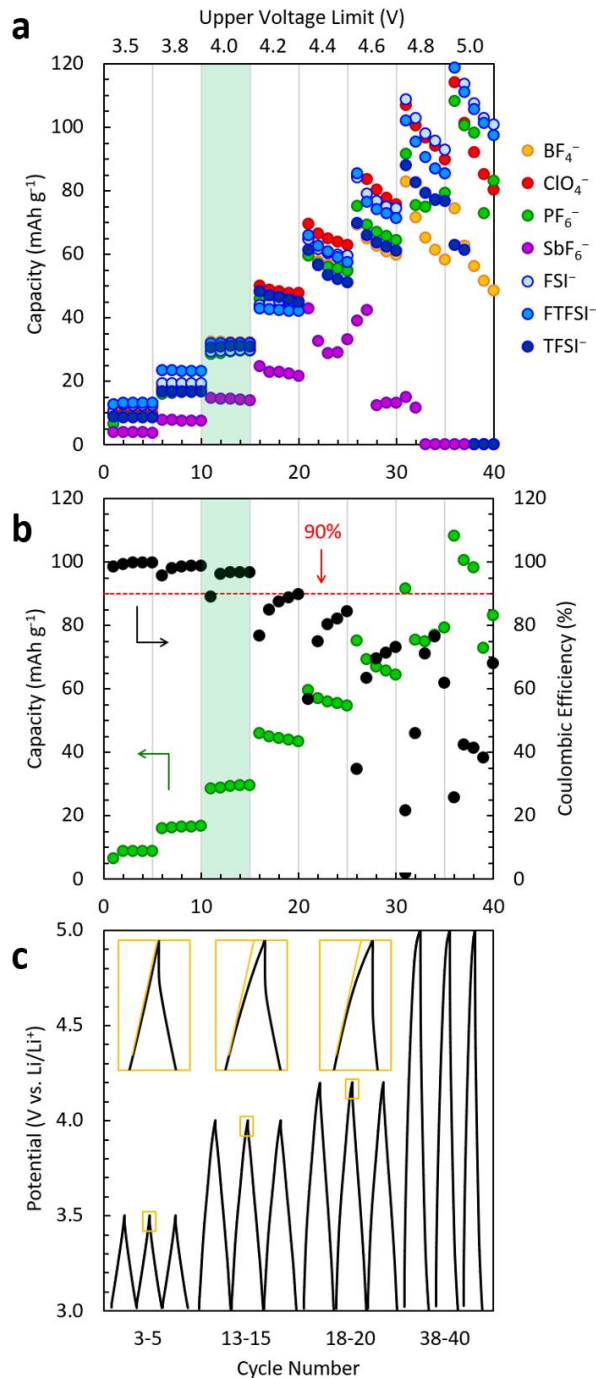 Upper Voltage Limit (V)
a
3.5 3.8 4.0 4.2 4.4 4.6 4.8 5.0
120
100
80
60
40
20
0
Capacity (mAh g⁻¹)
BF₄⁻
ClO₄⁻
PF₆⁻
SbF₆⁻
FSI⁻
FTFSI⁻
TFSI⁻
0 10 20 30 40
b
120
100
80
60
40
20
0
Capacity (mAh g⁻¹)
90%
120
100
80
60
40
20
0
Coulombic Efficiency (%)
0 10 20 30 40
c
5.0
4.5
4.0
3.5
3.0
Potential (V vs. Li/Li⁺)
3-5 13-15 18-20 38-40
Cycle Number